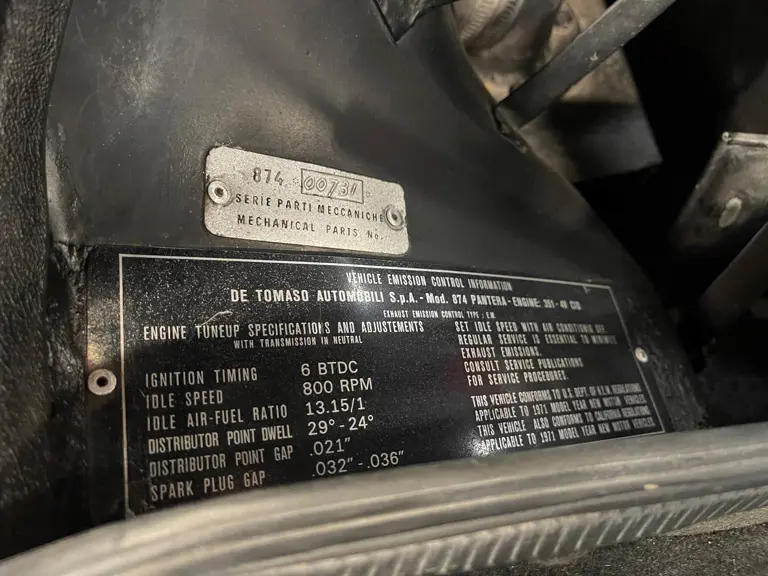 874 00731
SERIE PARTI MECCANICHE
MECHANICAL PARTS No.
VEHICLE EMISSION CONTROL INFORMATION
DE TOMASO AUTOMOBILI S.p.A. - Mod. 874 PANTERA - ENGINE: 351 - 4V CID
EXHAUST EMISSION CONTROL TYPE : E.M.
ENGINE TUNEUP SPECIFICATIONS AND ADJUSTEMENTS
WITH TRANSMISSION IN NEUTRAL
IGNITION TIMING 6 BTDC
IDLE SPEED 800 RPM
IDLE AIR-FUEL RATIO 13.15/1
DISTRIBUTOR POINT DWELL 29° - 24°
DISTRIBUTOR POINT GAP .021"
SPARK PLUG GAP .032" - .036"
SET IDLE SPEED WITH AIR CONDITIONG OFF.
REGULAR SERVICE IS ESSENTIAL TO MINIMIZE
EXHAUST EMISSIONS.
CONSULT SERVICE PUBLICATIONS
FOR SERVICE PROCEDURES.
THIS VEHICLE CONFORMS TO U.S. DEPT. OF H.E.W. REGULATIONS
APPLICABLE TO 1971 MODEL YEAR NEW MOTOR VEHICLES.
THIS VEHICLE ALSO CONFORMS TO CALIFORNIA REGULATIONS
APPLICABLE TO 1971 MODEL YEAR NEW MOTOR VEHICLES.